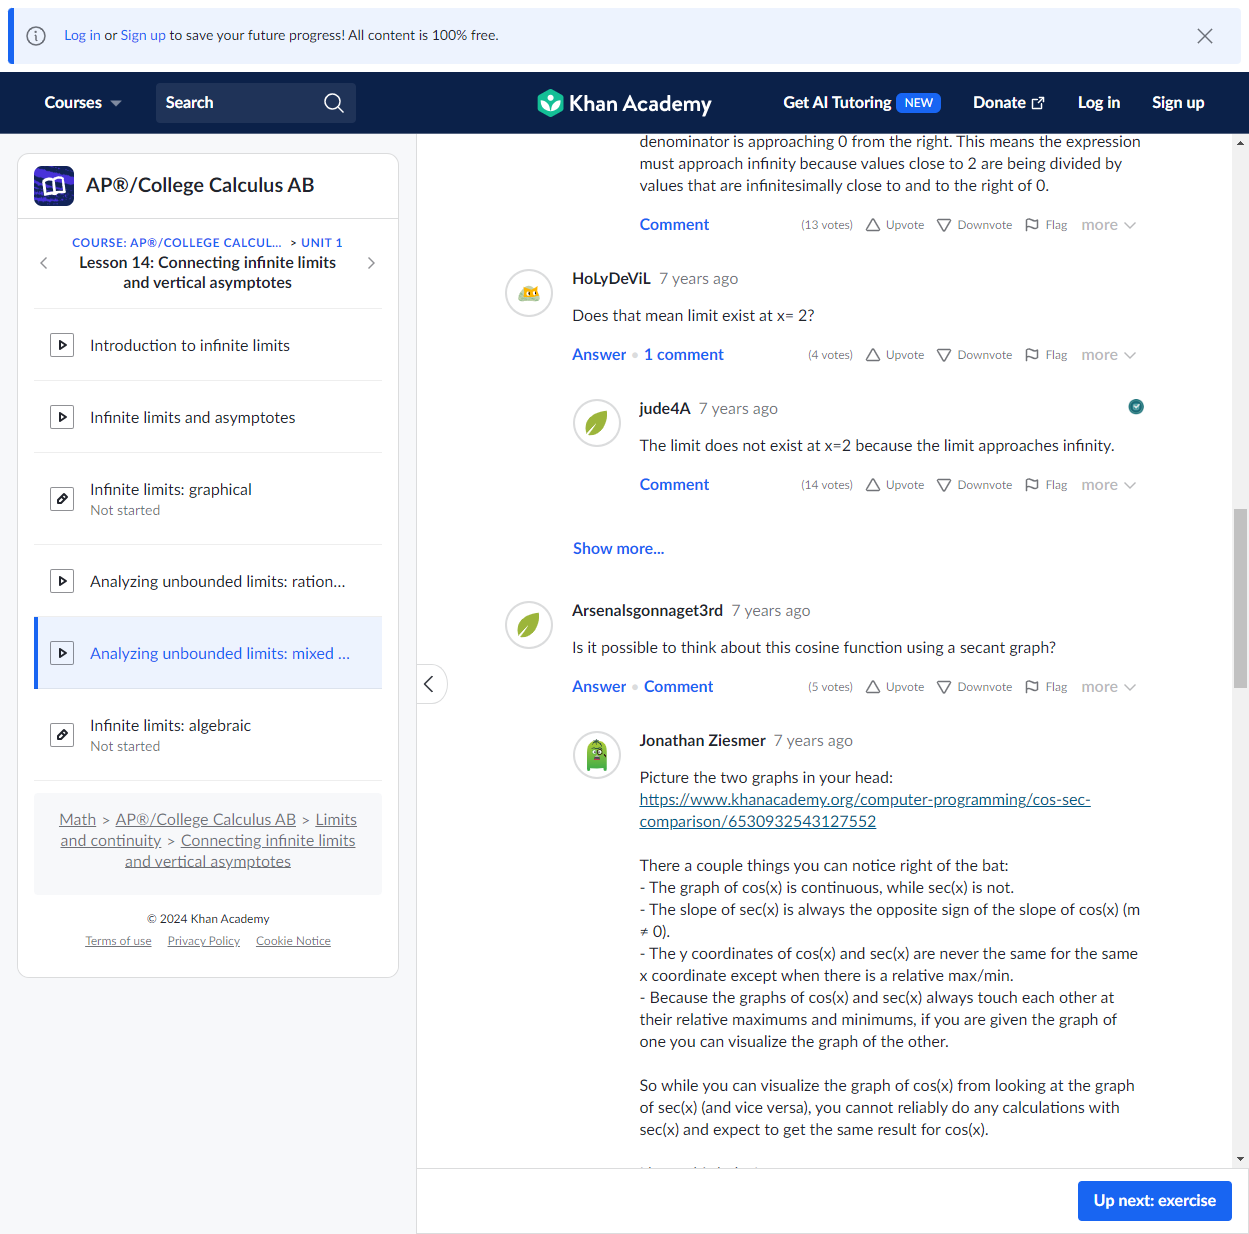 Log in or Sign up to save your future progress! All content is 100% free.
Courses
Search
Khan Academy
Get AI Tutoring NEW
Donate
Log in
Sign up
AP®/College Calculus AB
COURSE: AP®/COLLEGE CALCUL... > UNIT 1
Lesson 14: Connecting infinite limits
and vertical asymptotes
Introduction to infinite limits
Infinite limits and asymptotes
Infinite limits: graphical
Not started
Analyzing unbounded limits: ration...
Analyzing unbounded limits: mixed ...
Infinite limits: algebraic
Not started
Math > AP®/College Calculus AB > Limits
and continuity > Connecting infinite limits
and vertical asymptotes
© 2024 Khan Academy
Terms of use Privacy Policy Cookie Notice
denominator is approaching 0 from the right. This means the expression
must approach infinity because values close to 2 are being divided by
values that are infinitesimally close to and to the right of 0.
Comment (13 votes) Upvote Downvote Flag more
HoLyDeViL 7 years ago
Does that mean limit exist at x= 2?
Answer • 1 comment (4 votes) Upvote Downvote Flag more
jude4A 7 years ago
The limit does not exist at x=2 because the limit approaches infinity.
Comment (14 votes) Upvote Downvote Flag more
Show more...
Arsenalsgonnaget3rd 7 years ago
Is it possible to think about this cosine function using a secant graph?
Answer • Comment (5 votes) Upvote Downvote Flag more
Jonathan Ziesmer 7 years ago
Picture the two graphs in your head:
https://www.khanacademy.org/computer-programming/cos-sec-
comparison/6530932543127552
There a couple things you can notice right of the bat:
- The graph of cos(x) is continuous, while sec(x) is not.
- The slope of sec(x) is always the opposite sign of the slope of cos(x) (m
≠ 0).
- The y coordinates of cos(x) and sec(x) are never the same for the same
x coordinate except when there is a relative max/min.
- Because the graphs of cos(x) and sec(x) always touch each other at
their relative maximums and minimums, if you are given the graph of
one you can visualize the graph of the other.
So while you can visualize the graph of cos(x) from looking at the graph
of sec(x) (and vice versa), you cannot reliably do any calculations with
sec(x) and expect to get the same result for cos(x).
Up next: exercise